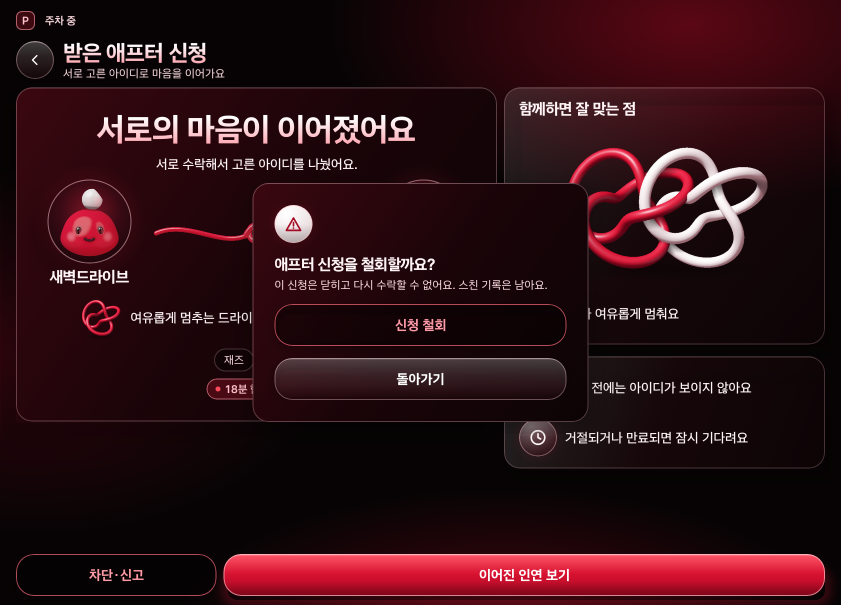 P 주차 중
받은 애프터 신청
서로 고른 아이디로 마음을 이어가요
서로의 마음이 이어졌어요
서로 수락해서 고른 아이디를 나눴어요.
새벽드라이브
여유롭게 멈추는 드라이
재즈
18분
함께하면 잘 맞는 점
여유롭게 멈춰요
전에는 아이디가 보이지 않아요
거절되거나 만료되면 잠시 기다려요
애프터 신청을 철회할까요?
이 신청은 닫히고 다시 수락할 수 없어요. 스친 기록은 남아요.
신청 철회
돌아가기
차단·신고
이어진 인연 보기